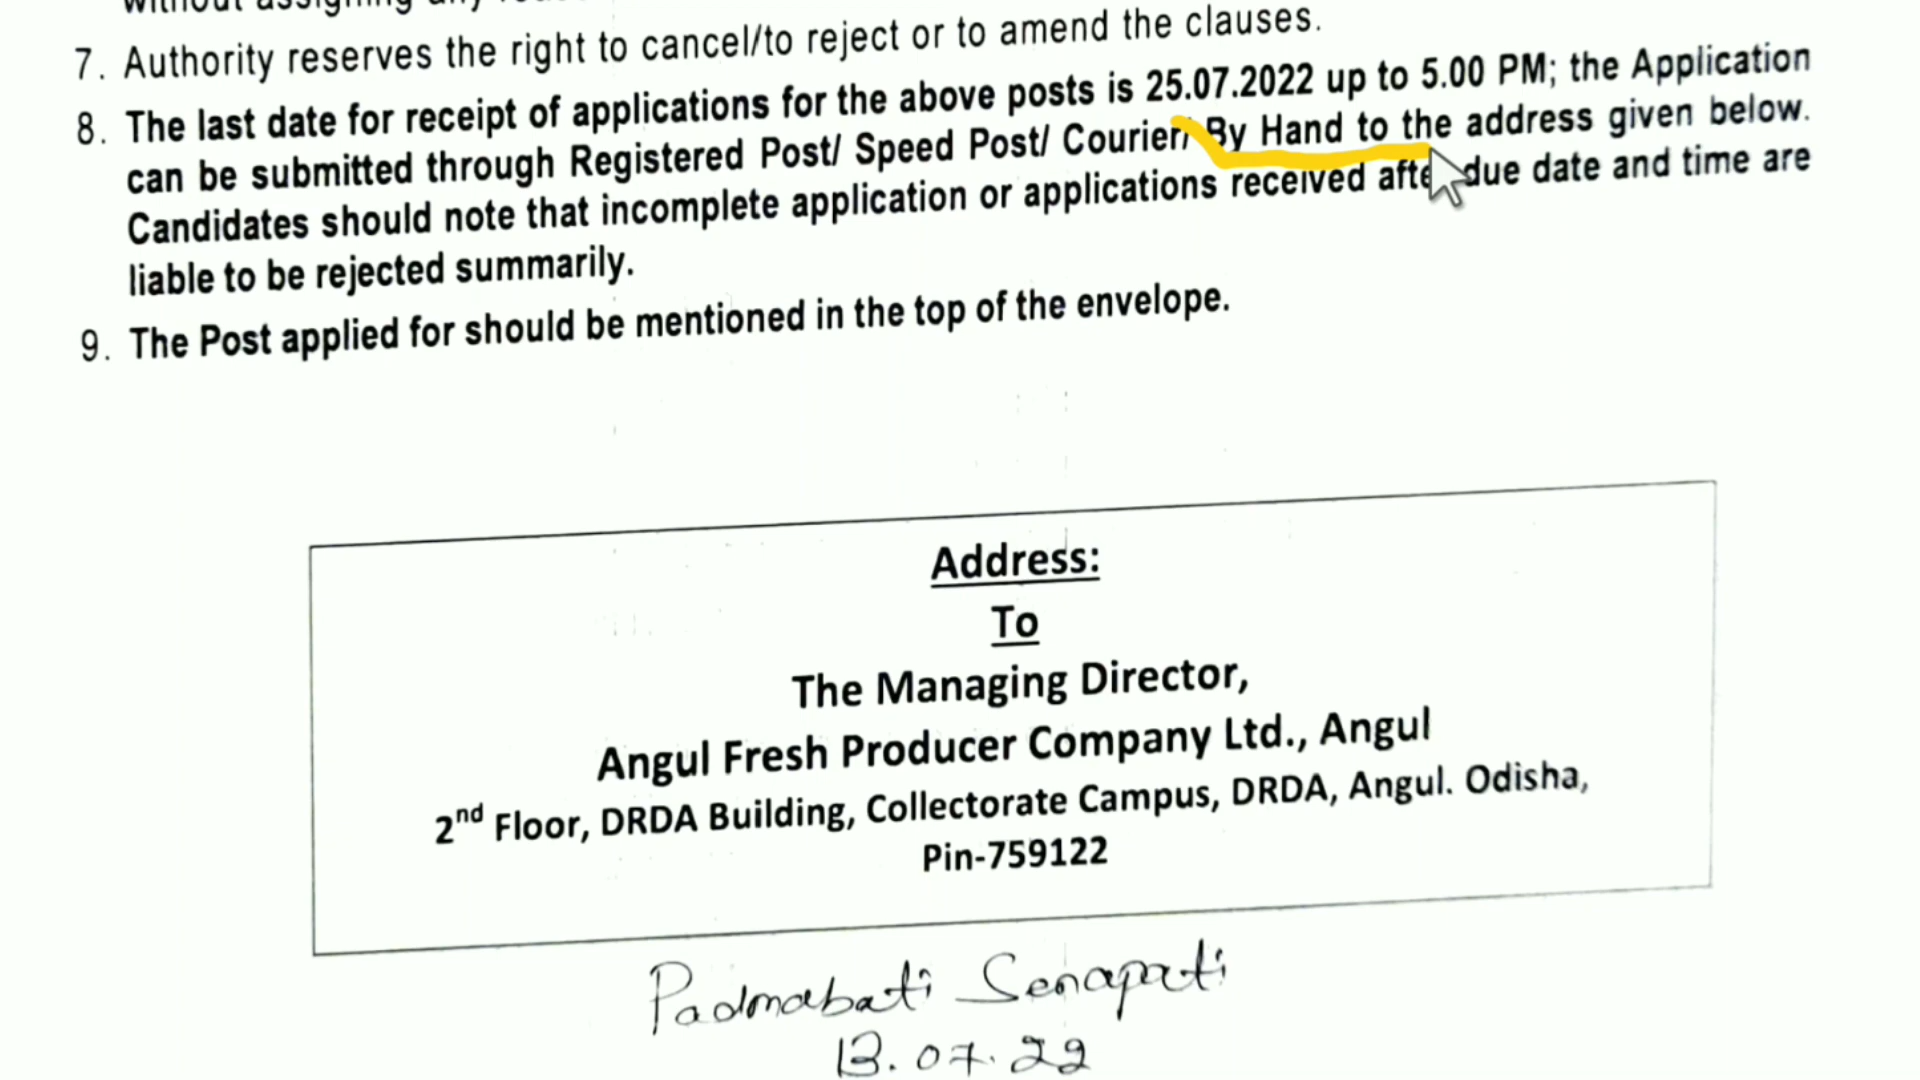 without assigning any
7. Authority reserves the right to cancel/to reject or to amend the clauses.
8. The last date for receipt of applications for the above posts is 25.07.2022 up to 5.00 PM; the Application
can be submitted through Registered Post/ Speed Post/ Courier/ By Hand to the address given below.
Candidates should note that incomplete application or applications received after due date and time are
liable to be rejected summarily.
9. The Post applied for should be mentioned in the top of the envelope.
Address:
To
The Managing Director,
Angul Fresh Producer Company Ltd., Angul
2nd Floor, DRDA Building, Collectorate Campus, DRDA, Angul. Odisha,
Pin-759122
Padmabati Senapati
13.07.22